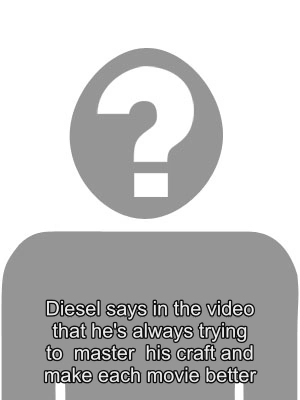 ?
Diesel says in the video
that he's always trying
to  master  his craft and
make each movie better